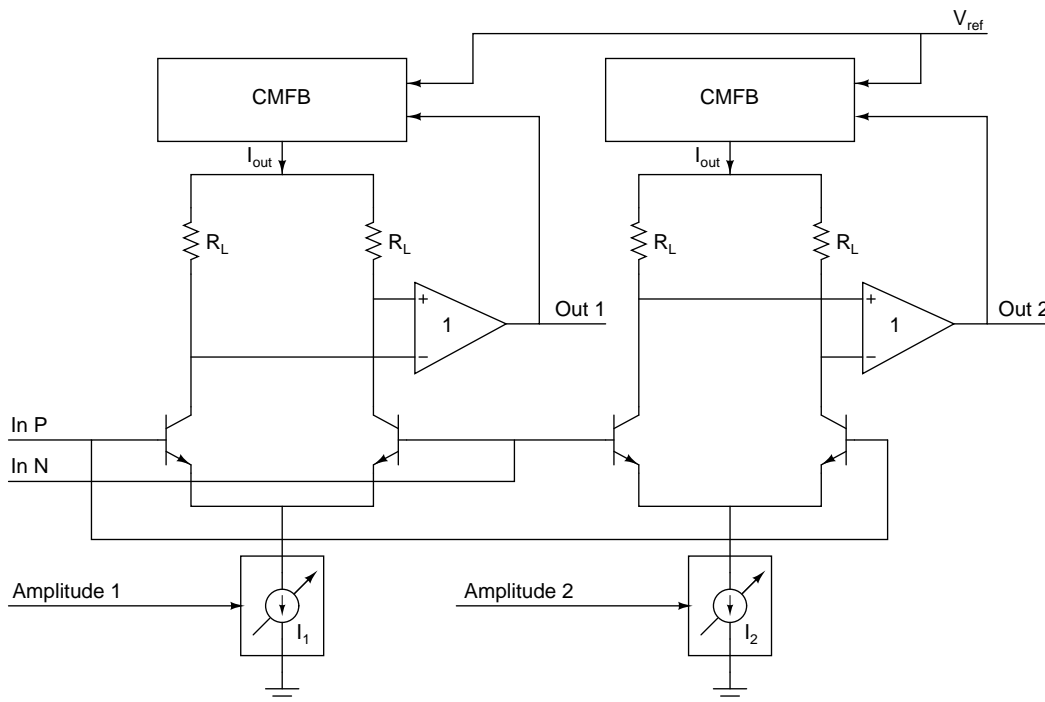 V_ref
CMFB
CMFB
I_out
I_out
R_L
R_L
R_L
R_L
+
+
1
Out 1
1
Out 2
−
−
In P
In N
Amplitude 1
Amplitude 2
I_1
I_2